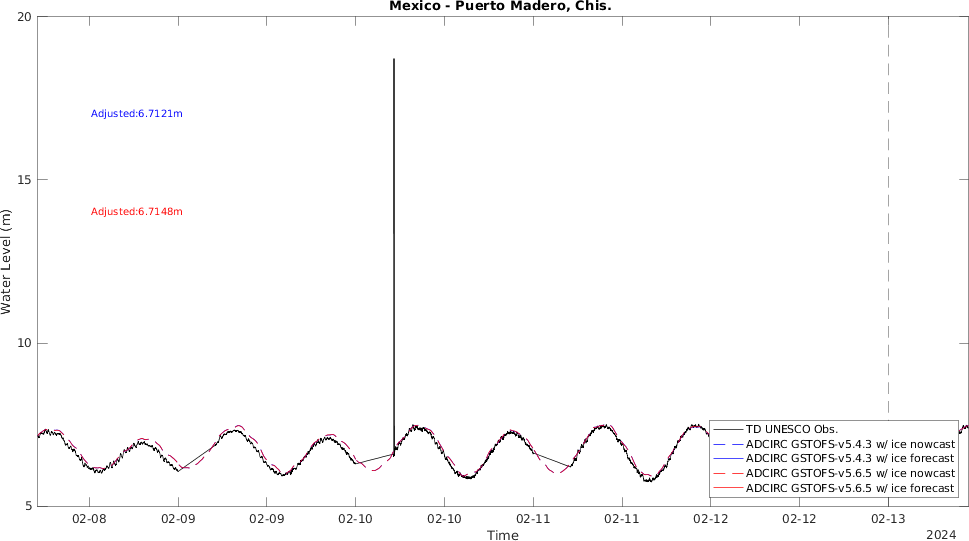 Mexico - Puerto Madero, Chis.
20
15
10
5
Water Level (m)
Adjusted:6.7121m
Adjusted:6.7148m
TD UNESCO Obs.
ADCIRC GSTOFS-v5.4.3 w/ ice nowcast
ADCIRC GSTOFS-v5.4.3 w/ ice forecast
ADCIRC GSTOFS-v5.6.5 w/ ice nowcast
ADCIRC GSTOFS-v5.6.5 w/ ice forecast
02-08 02-09 02-09 02-10 02-10 02-11 02-11 02-12 02-12 02-13
Time
2024